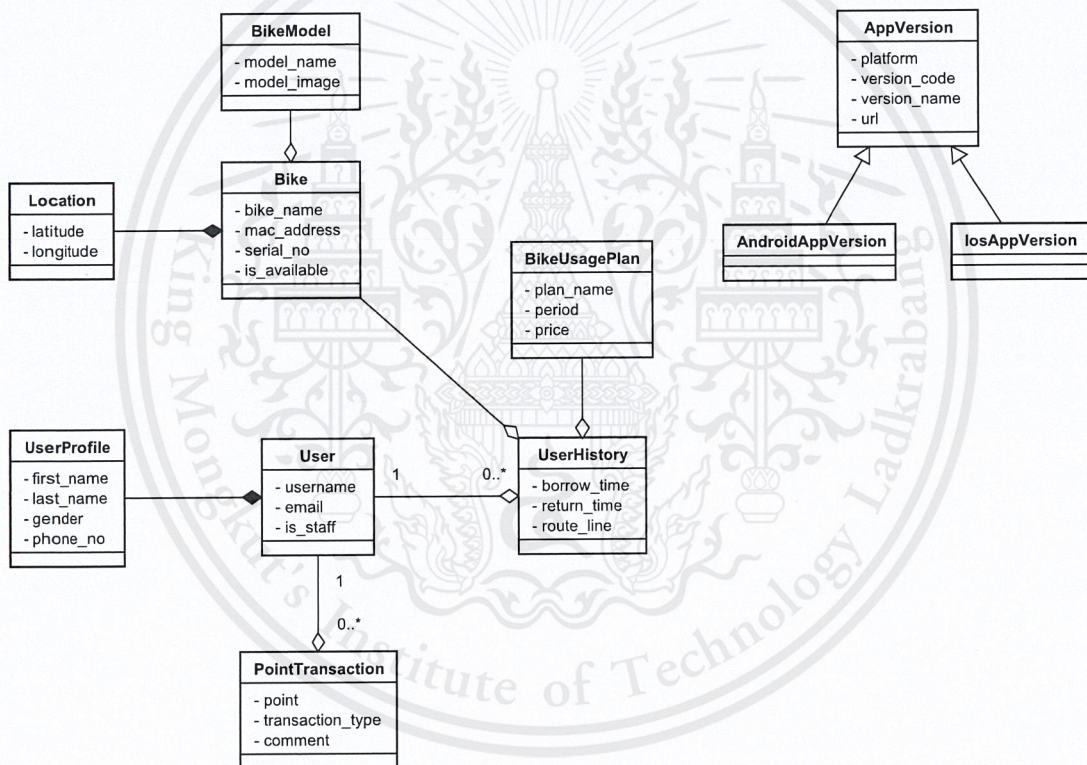 BikeModel
- model_name
- model_image
AppVersion
- platform
- version_code
- version_name
- url
Bike
- bike_name
- mac_address
- serial_no
- is_available
Location
- latitude
- longitude
AndroidAppVersion
IosAppVersion
BikeUsagePlan
- plan_name
- period
- price
UserProfile
- first_name
- last_name
- gender
- phone_no
User
- username
- email
- is_staff
1
0..*
UserHistory
- borrow_time
- return_time
- route_line
1
0..*
PointTransaction
- point
- transaction_type
- comment
King Mongkut's Institute of Technology Ladkrabang